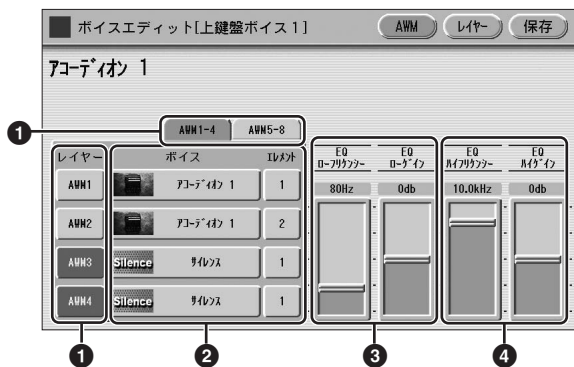 ボイスエディット[上鍵盤ボイス1]
AWM
レイヤー
保存
アコーディオン 1
❶
AWM1-4
AWM5-8
レイヤー
ボイス
エレメント
EQ
ローフリケンシー
EQ
ローゲイン
EQ
ハイフリケンシー
EQ
ハイゲイン
80Hz
0db
10.0kHz
0db
AWM1
アコーディオン 1
1
AWM2
アコーディオン 1
2
AWM3
Silence
サイレンス
1
AWM4
Silence
サイレンス
1
❶
❷
❸
❹